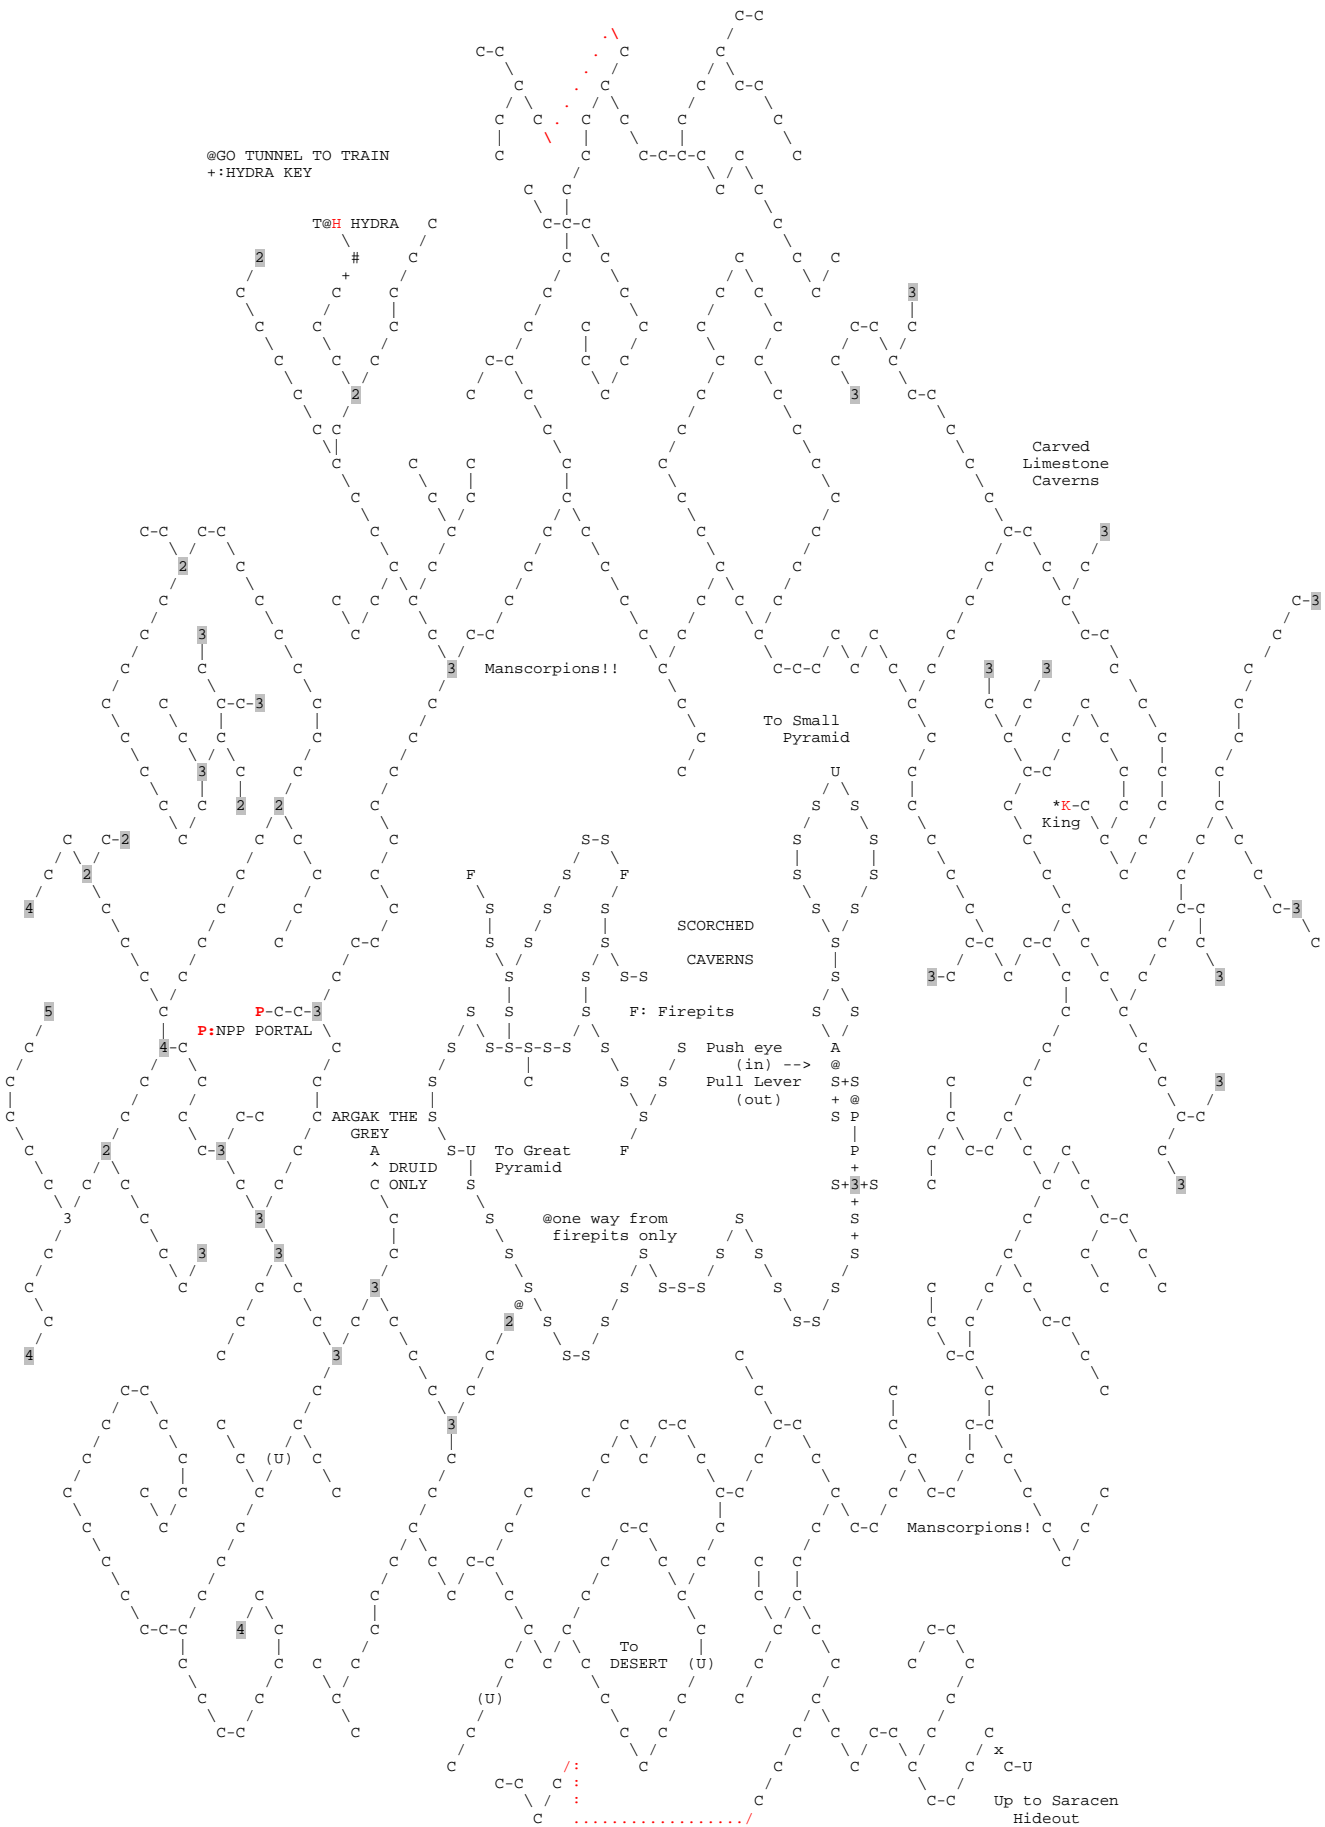 @GO TUNNEL TO TRAIN
+:HYDRA KEY
T@H HYDRA
Carved
Limestone
Caverns
Manscorpions!!
To Small
Pyramid
*K-C
King
SCORCHED
CAVERNS
F: Firepits
P-C-C-3
P:NPP PORTAL
Push eye
(in) -->
Pull Lever
(out)
ARGAK THE
GREY
A
^ DRUID
ONLY
To Great
Pyramid
@one way from
firepits only
(U)
Manscorpions!
To
DESERT (U)
(U)
C-U
Up to Saracen
Hideout